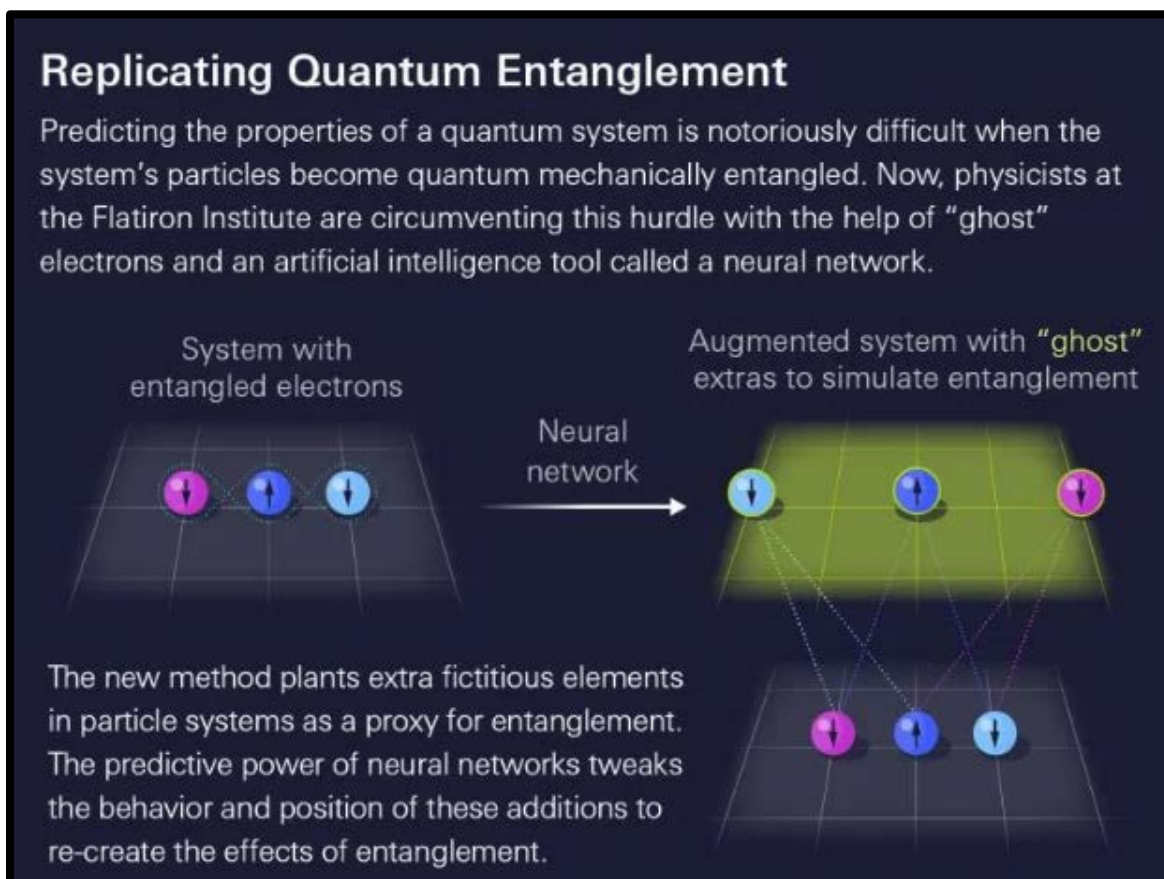 Replicating Quantum Entanglement
Predicting the properties of a quantum system is notoriously difficult when the
system's particles become quantum mechanically entangled. Now, physicists at
the Flatiron Institute are circumventing this hurdle with the help of “ghost”
electrons and an artificial intelligence tool called a neural network.
System with
entangled electrons
Neural
network
Augmented system with “ghost”
extras to simulate entanglement
The new method plants extra fictitious elements
in particle systems as a proxy for entanglement.
The predictive power of neural networks tweaks
the behavior and position of these additions to
re-create the effects of entanglement.